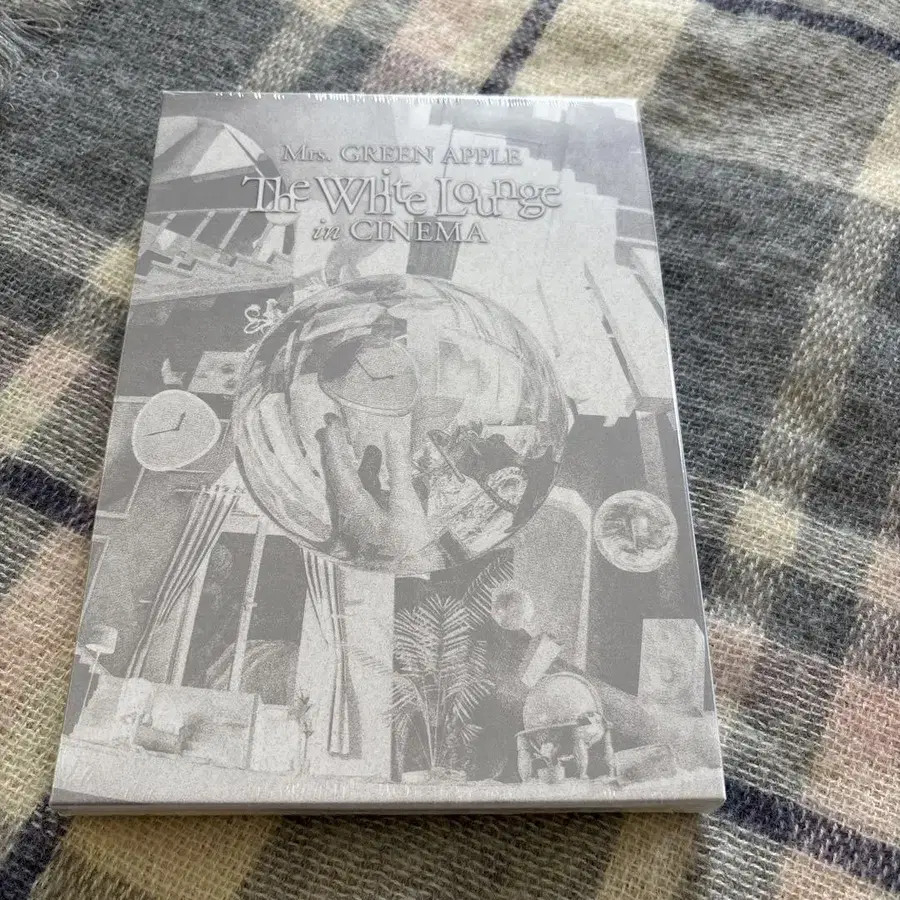 Mrs. GREEN APPLE
The White Lounge
in CINEMA